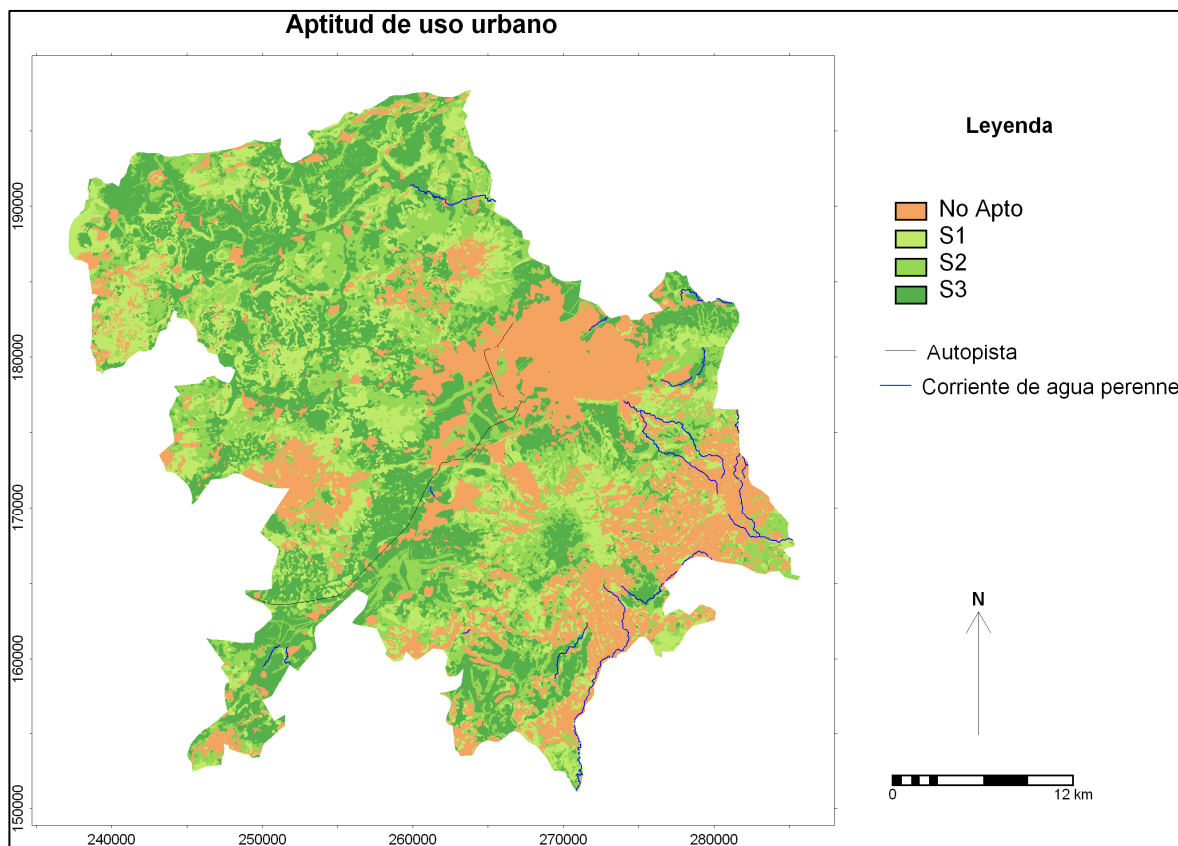 Aptitud de uso urbano
190000
180000
170000
160000
150000
240000
250000
260000
270000
280000
Leyenda
No Apto
S1
S2
S3
Autopista
Corriente de agua perenne
N
0
12 km